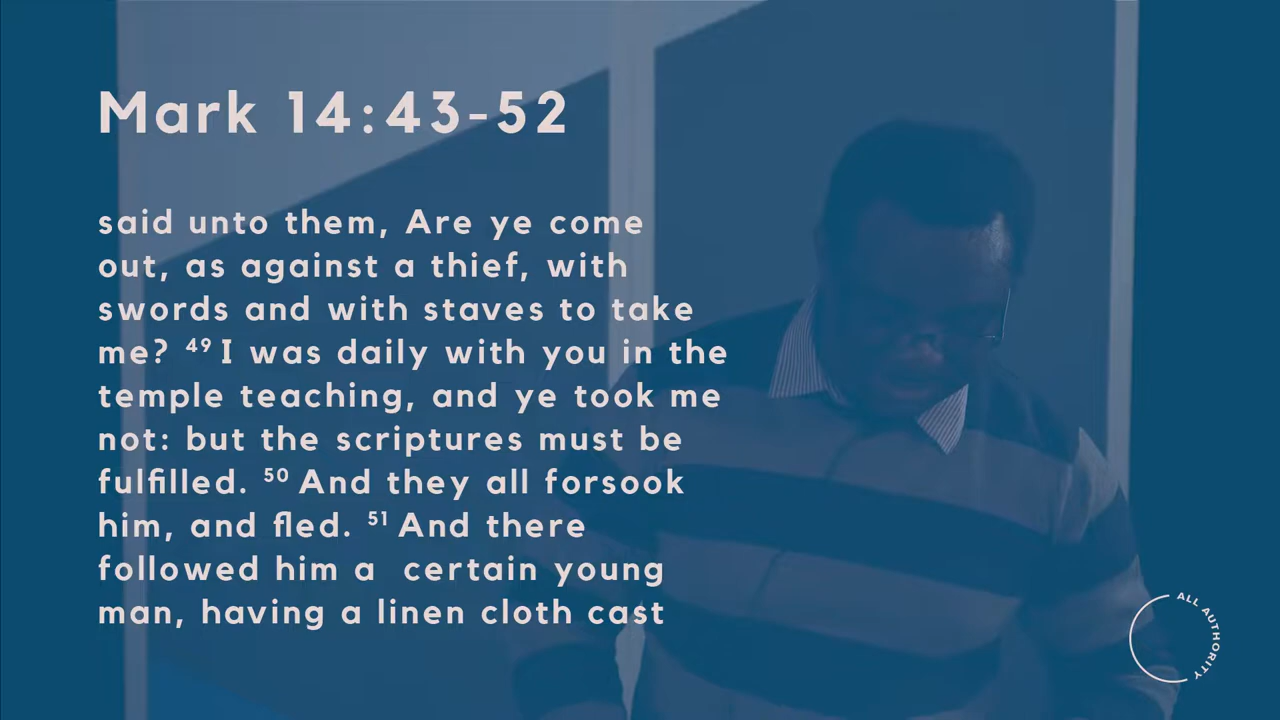 Mark 14:43-52
said unto them, Are ye come
out, as against a thief, with
swords and with staves to take
me? 49 I was daily with you in the
temple teaching, and ye took me
not: but the scriptures must be
fulfilled. 50 And they all forsook
him, and fled. 51 And there
followed him a  certain young
man, having a linen cloth cast
ALL AUTHORITY